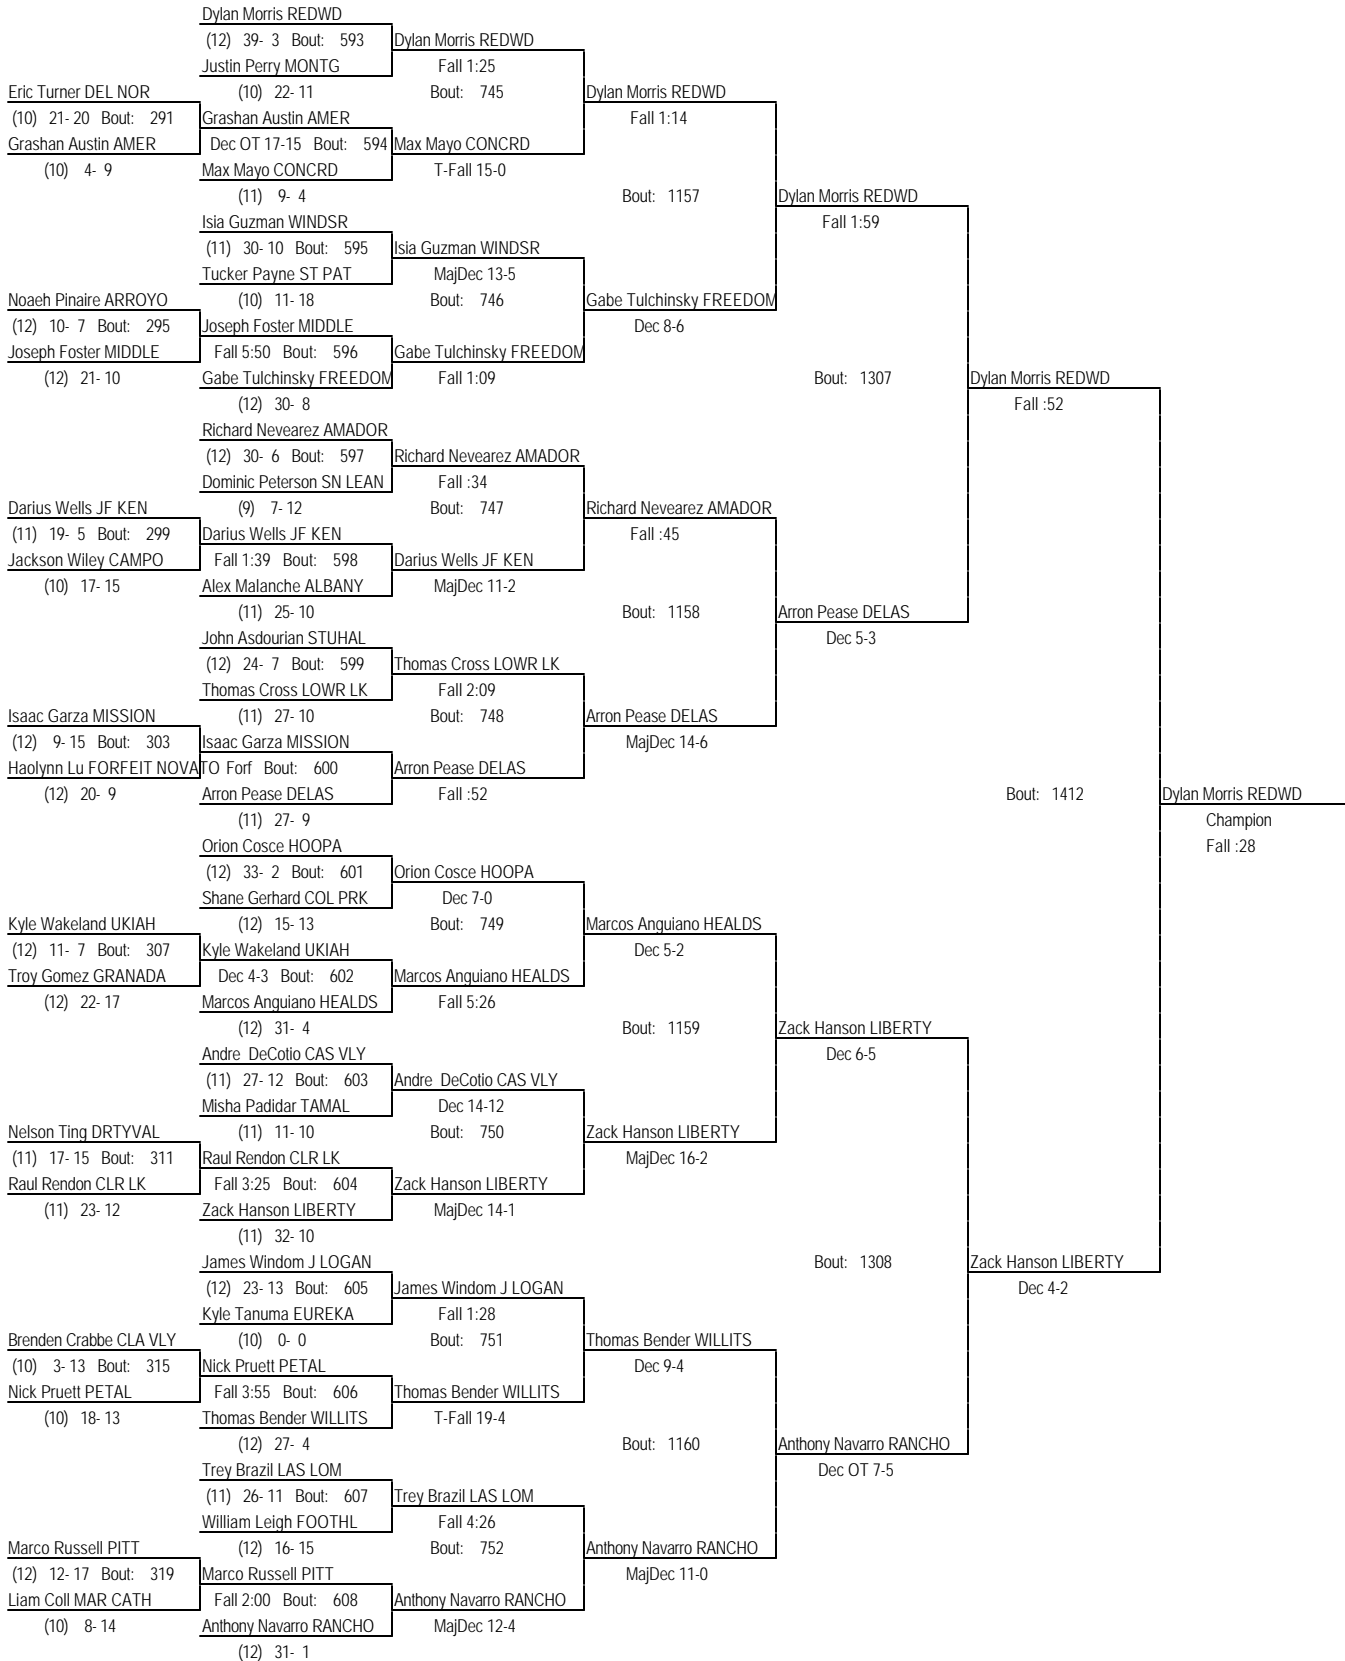 Dylan Morris REDWD
(12) 39- 3 Bout: 593 Dylan Morris REDWD
Justin Perry MONTG Fall 1:25
Eric Turner DEL NOR (10) 22- 11 Bout: 745 Dylan Morris REDWD
(10) 21- 20 Bout: 291 Grashan Austin AMER Fall 1:14
Grashan Austin AMER Dec OT 17-15 Bout: 594 Max Mayo CONCRD
(10) 4- 9 Max Mayo CONCRD T-Fall 15-0
(11) 9- 4 Bout: 1157 Dylan Morris REDWD
Isia Guzman WINDSR Fall 1:59
(11) 30- 10 Bout: 595 Isia Guzman WINDSR
Tucker Payne ST PAT MajDec 13-5
Noaeh Pinaire ARROYO (10) 11- 18 Bout: 746 Gabe Tulchinsky FREEDOM
(12) 10- 7 Bout: 295 Joseph Foster MIDDLE Dec 8-6
Joseph Foster MIDDLE Fall 5:50 Bout: 596 Gabe Tulchinsky FREEDOM
(12) 21- 10 Gabe Tulchinsky FREEDOM Fall 1:09 Bout: 1307 Dylan Morris REDWD
(12) 30- 8 Fall :52
Richard Nevearez AMADOR
(12) 30- 6 Bout: 597 Richard Nevearez AMADOR
Dominic Peterson SN LEAN Fall :34
Darius Wells JF KEN (9) 7- 12 Bout: 747 Richard Nevearez AMADOR
(11) 19- 5 Bout: 299 Darius Wells JF KEN Fall :45
Jackson Wiley CAMPO Fall 1:39 Bout: 598 Darius Wells JF KEN
(10) 17- 15 Alex Malanche ALBANY MajDec 11-2
(11) 25- 10 Bout: 1158 Arron Pease DELAS
John Asdourian STUHAL Dec 5-3
(12) 24- 7 Bout: 599 Thomas Cross LOWR LK
Thomas Cross LOWR LK Fall 2:09
Isaac Garza MISSION (11) 27- 10 Bout: 748 Arron Pease DELAS
(12) 9- 15 Bout: 303 Isaac Garza MISSION MajDec 14-6
Haolynn Lu FORFEIT NOVATO Forf Bout: 600 Arron Pease DELAS
(12) 20- 9 Arron Pease DELAS Fall :52 Bout: 1412 Dylan Morris REDWD
(11) 27- 9 Champion
Orion Cosce HOOPA Fall :28
(12) 33- 2 Bout: 601 Orion Cosce HOOPA
Shane Gerhard COL PRK Dec 7-0
Kyle Wakeland UKIAH (12) 15- 13 Bout: 749 Marcos Anguiano HEALDS
(12) 11- 7 Bout: 307 Kyle Wakeland UKIAH Dec 5-2
Troy Gomez GRANADA Dec 4-3 Bout: 602 Marcos Anguiano HEALDS
(12) 22- 17 Marcos Anguiano HEALDS Fall 5:26
(12) 31- 4 Bout: 1159 Zack Hanson LIBERTY
Andre DeCotio CAS VLY Dec 6-5
(11) 27- 12 Bout: 603 Andre DeCotio CAS VLY
Misha Padidar TAMAL Dec 14-12
Nelson Ting DRTYVAL (11) 11- 10 Bout: 750 Zack Hanson LIBERTY
(11) 17- 15 Bout: 311 Raul Rendon CLR LK MajDec 16-2
Raul Rendon CLR LK Fall 3:25 Bout: 604 Zack Hanson LIBERTY
(11) 23- 12 Zack Hanson LIBERTY MajDec 14-1
(11) 32- 10
James Windom J LOGAN Bout: 1308 Zack Hanson LIBERTY
(12) 23- 13 Bout: 605 James Windom J LOGAN Dec 4-2
Kyle Tanuma EUREKA Fall 1:28
Brenden Crabbe CLA VLY (10) 0- 0 Bout: 751 Thomas Bender WILLITS
(10) 3- 13 Bout: 315 Nick Pruett PETAL Dec 9-4
Nick Pruett PETAL Fall 3:55 Bout: 606 Thomas Bender WILLITS
(10) 18- 13 Thomas Bender WILLITS T-Fall 19-4
(12) 27- 4 Bout: 1160 Anthony Navarro RANCHO
Trey Brazil LAS LOM Dec OT 7-5
(11) 26- 11 Bout: 607 Trey Brazil LAS LOM
William Leigh FOOTHL Fall 4:26
Marco Russell PITT (12) 16- 15 Bout: 752 Anthony Navarro RANCHO
(12) 12- 17 Bout: 319 Marco Russell PITT MajDec 11-0
Liam Coll MAR CATH Fall 2:00 Bout: 608 Anthony Navarro RANCHO
(10) 8- 14 Anthony Navarro RANCHO MajDec 12-4
(12) 31- 1